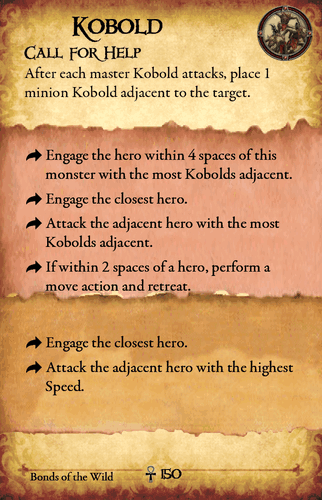 Kobold
Call for Help
After each master Kobold attacks, place 1
minion Kobold adjacent to the target.
Engage the hero within 4 spaces of this
monster with the most Kobolds adjacent.
Engage the closest hero.
Attack the adjacent hero with the most
Kobolds adjacent.
If within 2 spaces of a hero, perform a
move action and retreat.
Engage the closest hero.
Attack the adjacent hero with the highest
Speed.
Bonds of the Wild ☥ 150